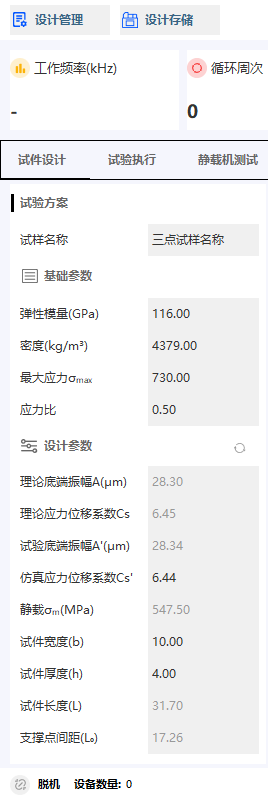 设计管理 设计存储
工作频率(kHz) 循环周次
- 0
试件设计 试验执行 静载机测试
试验方案
试样名称 三点试样名称
基础参数
弹性模量(GPa) 116.00
密度(kg/m³) 4379.00
最大应力σₘₐₓ 730.00
应力比 0.50
设计参数
理论底端振幅A(μm) 28.30
理论应力位移系数Cs 6.45
试验底端振幅A'(μm) 28.34
仿真应力位移系数Cs' 6.44
静载σₘ(MPa) 547.50
试件宽度(b) 10.00
试件厚度(h) 4.00
试件长度(L) 31.70
支撑点间距(L₀) 17.26
脱机 设备数量: 0